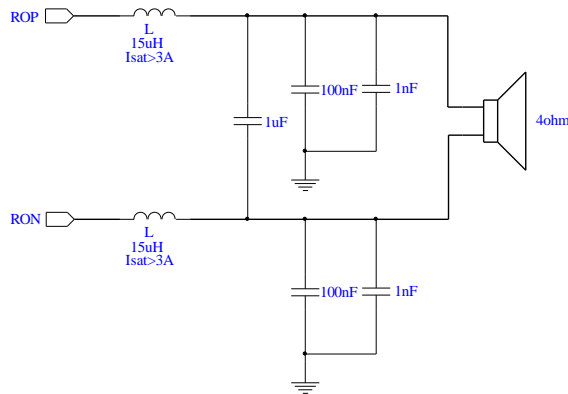 ROP
L
15uH
Isat>3A
100nF
1nF
1uF
4ohm
RON
L
15uH
Isat>3A
100nF
1nF